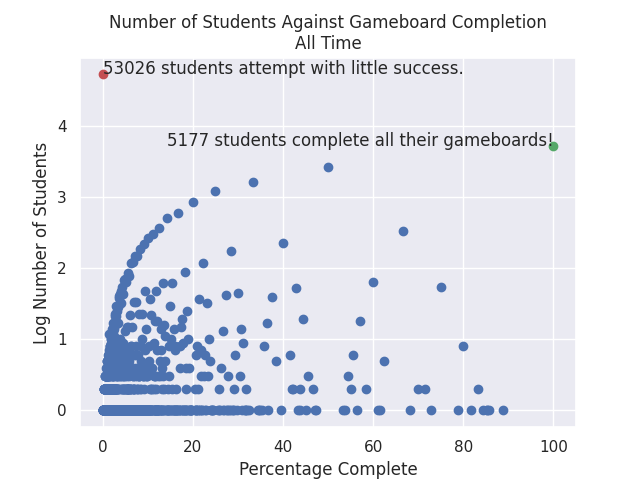 Number of Students Against Gameboard Completion
All Time
53026 students attempt with little success.
5177 students complete all their gameboards!
4
3
2
1
0
Log Number of Students
0 20 40 60 80 100
Percentage Complete